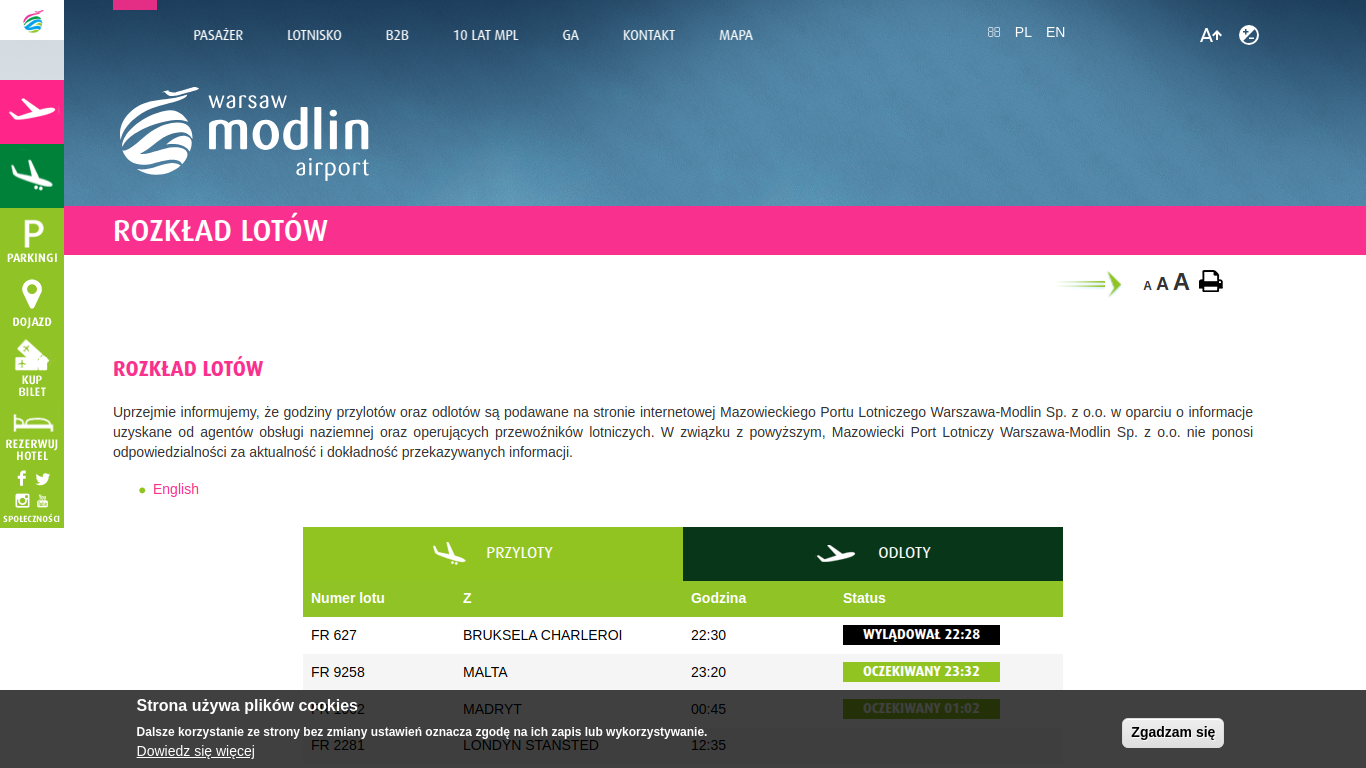 PASAŻER LOTNISKO B2B 10 LAT MPL GA KONTAKT MAPA
PL EN
A
warsaw
modlin
airport
P
PARKINGI
DOJAZD
KUP
BILET
REZERWUJ
HOTEL
You
Tube
SPOŁECZNOŚCI
ROZKŁAD LOTÓW
A A A
ROZKŁAD LOTÓW
Uprzejmie informujemy, że godziny przylotów oraz odlotów są podawane na stronie internetowej Mazowieckiego Portu Lotniczego Warszawa-Modlin Sp. z o.o. w oparciu o informacje
uzyskane od agentów obsługi naziemnej oraz operujących przewoźników lotniczych. W związku z powyższym, Mazowiecki Port Lotniczy Warszawa-Modlin Sp. z o.o. nie ponosi
odpowiedzialności za aktualność i dokładność przekazywanych informacji.
English
PRZYLOTY ODLOTY
Numer lotu Z Godzina Status
FR 627 BRUKSELA CHARLEROI 22:30 WYLĄDOWAŁ 22:28
FR 9258 MALTA 23:20 OCZEKIWANY 23:32
MADRYT 00:45 OCZEKIWANY 01:02
FR 2281 LONDYN STANSTED 12:35
Strona używa plików cookies
Dalsze korzystanie ze strony bez zmiany ustawień oznacza zgodę na ich zapis lub wykorzystywanie.
Dowiedz się więcej
Zgadzam się